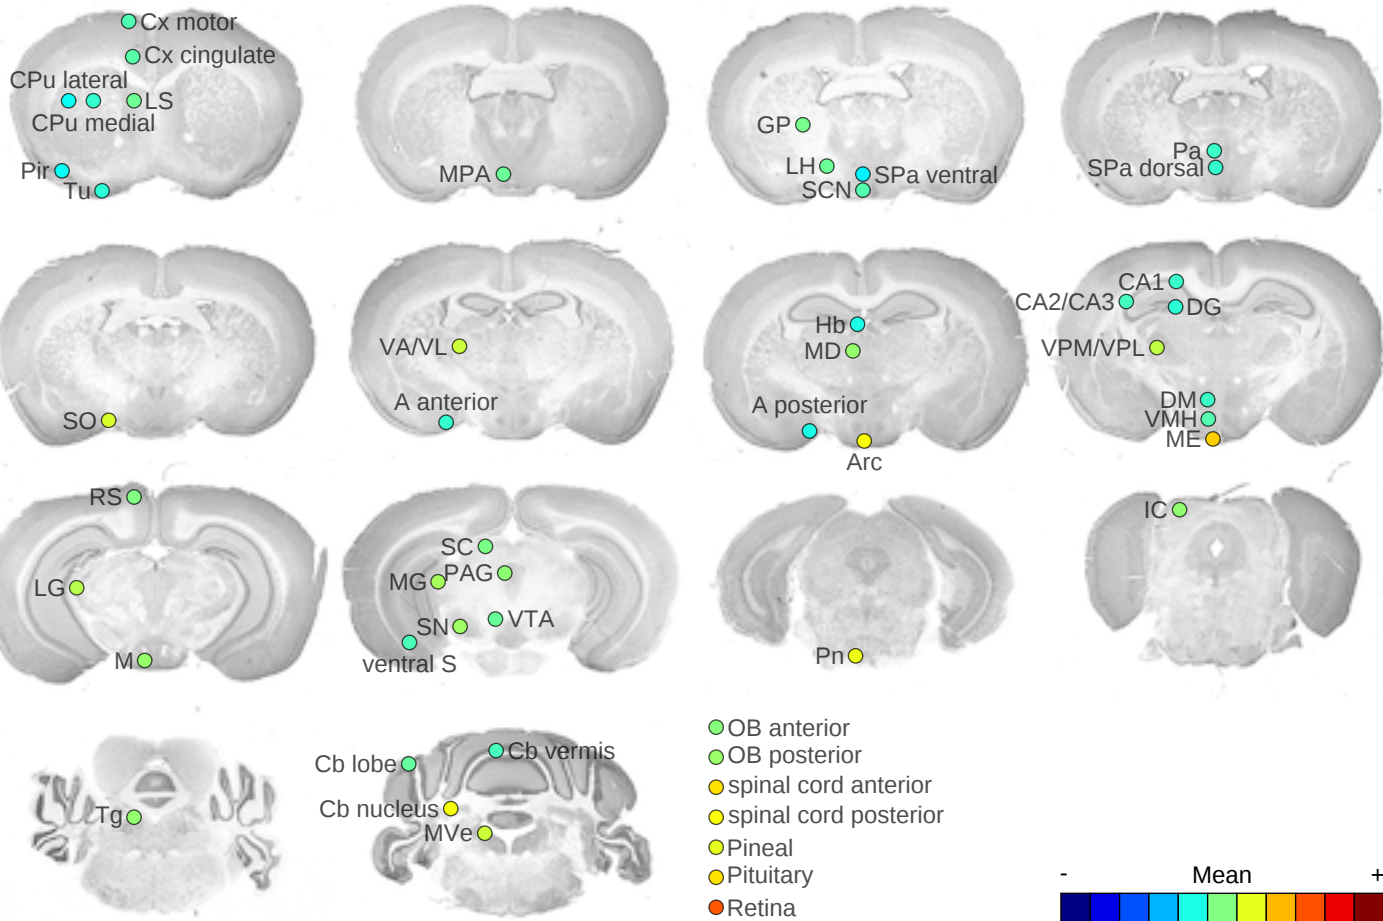 Cx motor
Cx cingulate
CPu lateral
LS
CPu medial
Pir
Tu
MPA
GP
LH
SPa ventral
SCN
Pa
SPa dorsal
SO
VA/VL
A anterior
Hb
MD
A posterior
Arc
CA1
CA2/CA3
DG
VPM/VPL
DM
VMH
ME
RS
LG
M
SC
PAG
MG
SN
VTA
ventral S
Pn
IC
Tg
Cb lobe
Cb vermis
Cb nucleus
MVe
OB anterior
OB posterior
spinal cord anterior
spinal cord posterior
Pineal
Pituitary
Retina
- Mean +